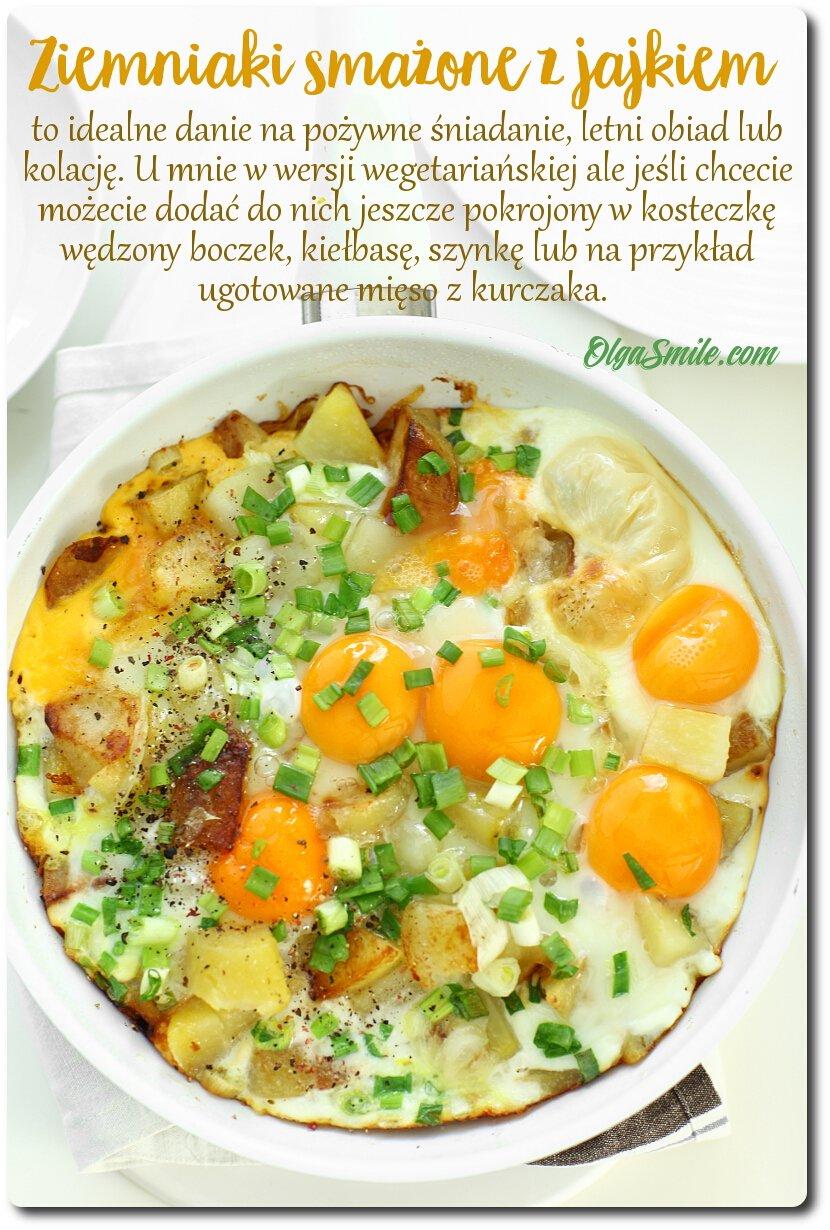 Ziemniaki smażone z jajkiem
to idealne danie na pożywne śniadanie, letni obiad lub
kolację. U mnie w wersji wegetariańskiej ale jeśli chcecie
możecie dodać do nich jeszcze pokrojony w kosteczkę
wędzony boczek, kiełbasę, szynkę lub na przykład
ugotowane mięso z kurczaka.
OlgaSmile.com